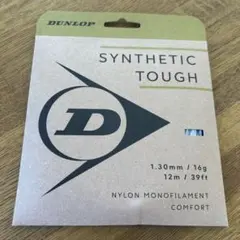 DUNLOP
SYNTHETIC
TOUGH
D
1.30mm / 16g
12m / 39ft
NYLON MONOFILAMENT
COMFORT